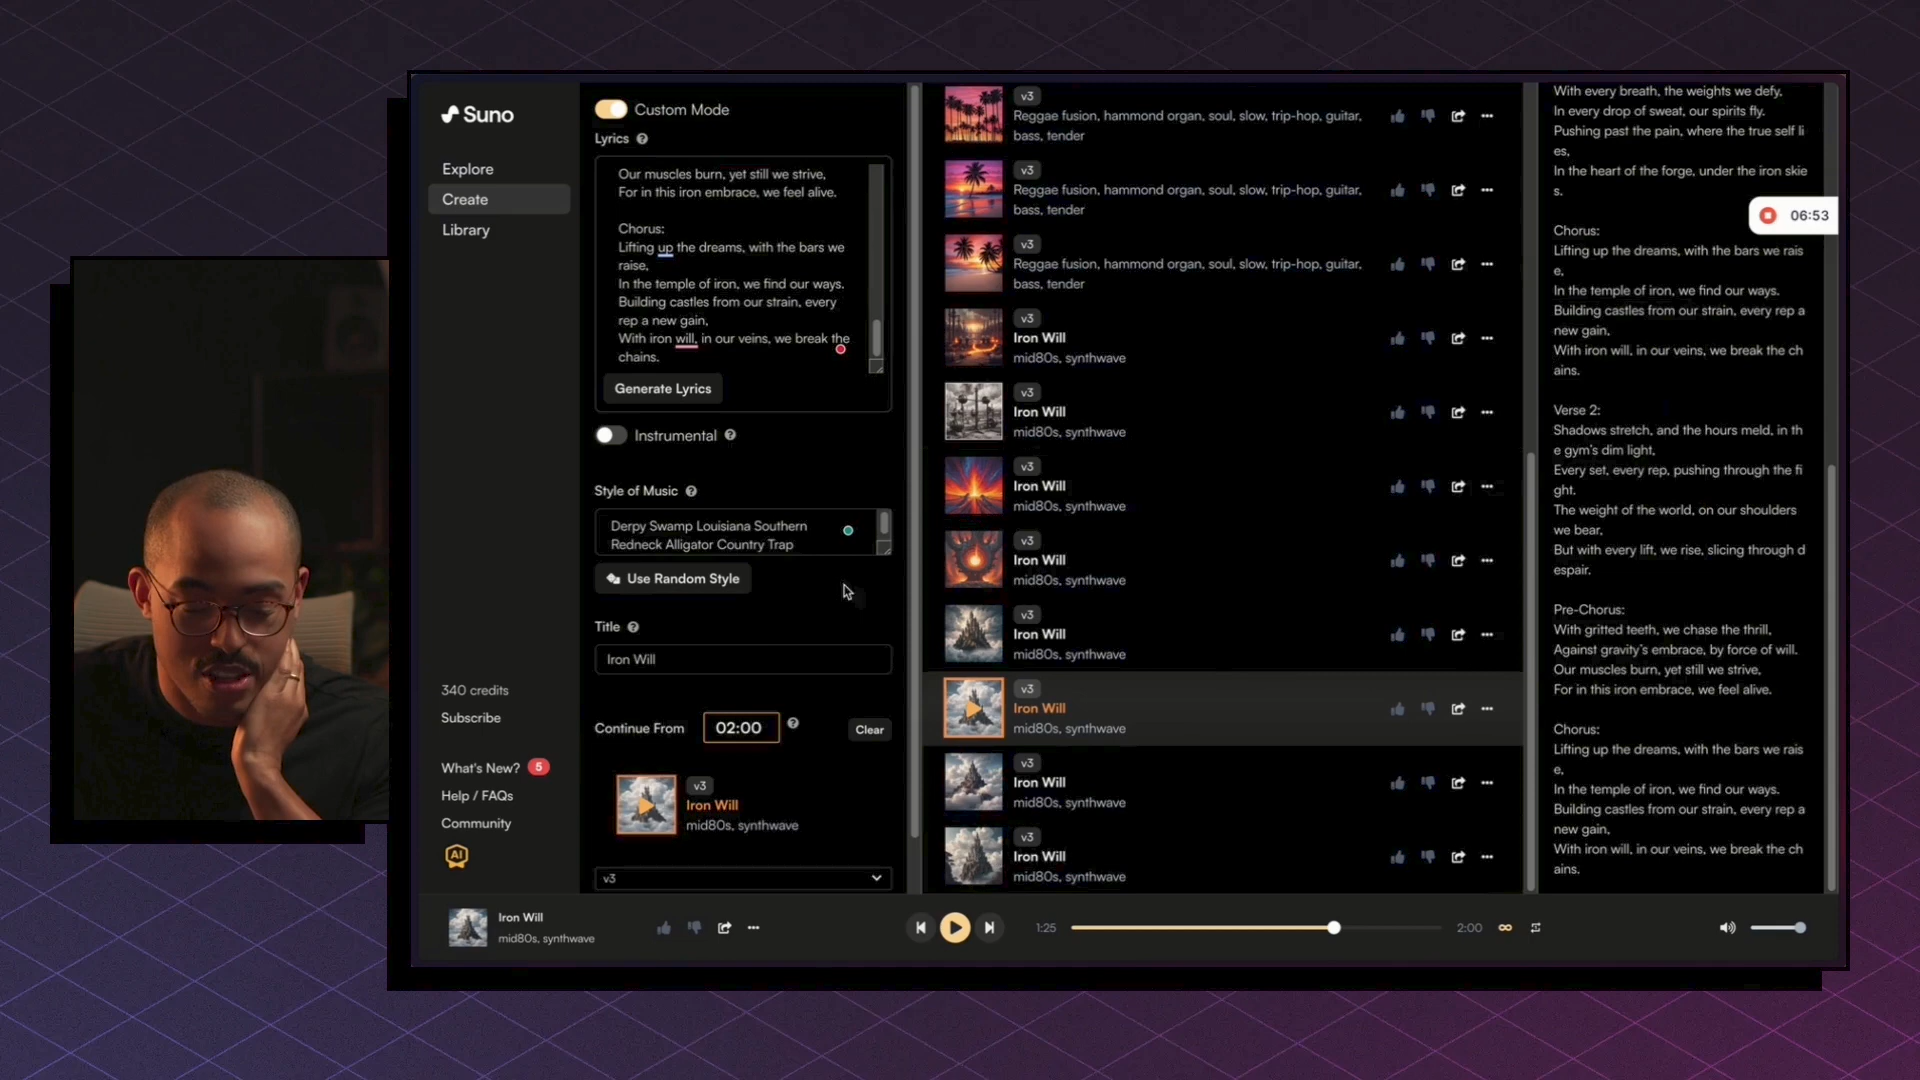 Suno
Explore
Create
Library
340 credits
Subscribe
What's New? 5
Help / FAQs
Community
AI
Custom Mode
Lyrics
Our muscles burn, yet still we strive,
For in this iron embrace, we feel alive.
Chorus:
Lifting up the dreams, with the bars we
raise,
In the temple of iron, we find our ways.
Building castles from our strain, every
rep a new gain,
With iron will, in our veins, we break the
chains.
Generate Lyrics
Instrumental
Style of Music
Derpy Swamp Louisiana Southern
Redneck Alligator Country Trap
Use Random Style
Title
Iron Will
Continue From 02:00 Clear
v3
Iron Will
mid80s, synthwave
v3
v3
Reggae fusion, hammond organ, soul, slow, trip-hop, guitar,
bass, tender
v3
Reggae fusion, hammond organ, soul, slow, trip-hop, guitar,
bass, tender
v3
Reggae fusion, hammond organ, soul, slow, trip-hop, guitar,
bass, tender
v3
Iron Will
mid80s, synthwave
v3
Iron Will
mid80s, synthwave
v3
Iron Will
mid80s, synthwave
v3
Iron Will
mid80s, synthwave
v3
Iron Will
mid80s, synthwave
v3
Iron Will
mid80s, synthwave
v3
Iron Will
mid80s, synthwave
v3
Iron Will
mid80s, synthwave
With every breath, the weights we defy,
In every drop of sweat, our spirits fly.
Pushing past the pain, where the true self li
es,
In the heart of the forge, under the iron skie
s.
06:53
Chorus:
Lifting up the dreams, with the bars we rais
e,
In the temple of iron, we find our ways.
Building castles from our strain, every rep a
new gain,
With iron will, in our veins, we break the ch
ains.
Verse 2:
Shadows stretch, and the hours meld, in th
e gym's dim light,
Every set, every rep, pushing through the fi
ght.
The weight of the world, on our shoulders
we bear,
But with every lift, we rise, slicing through d
espair.
Pre-Chorus:
With gritted teeth, we chase the thrill,
Against gravity's embrace, by force of will.
Our muscles burn, yet still we strive,
For in this iron embrace, we feel alive.
Chorus:
Lifting up the dreams, with the bars we rais
e,
In the temple of iron, we find our ways.
Building castles from our strain, every rep a
new gain,
With iron will, in our veins, we break the ch
ains.
Iron Will
mid80s, synthwave
1:25
2:00